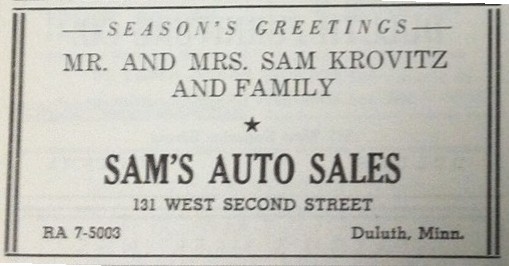 SEASON'S GREETINGS
MR. AND MRS. SAM KROVITZ
AND FAMILY
SAM'S AUTO SALES
131 WEST SECOND STREET
RA 7-5003 Duluth, Minn.